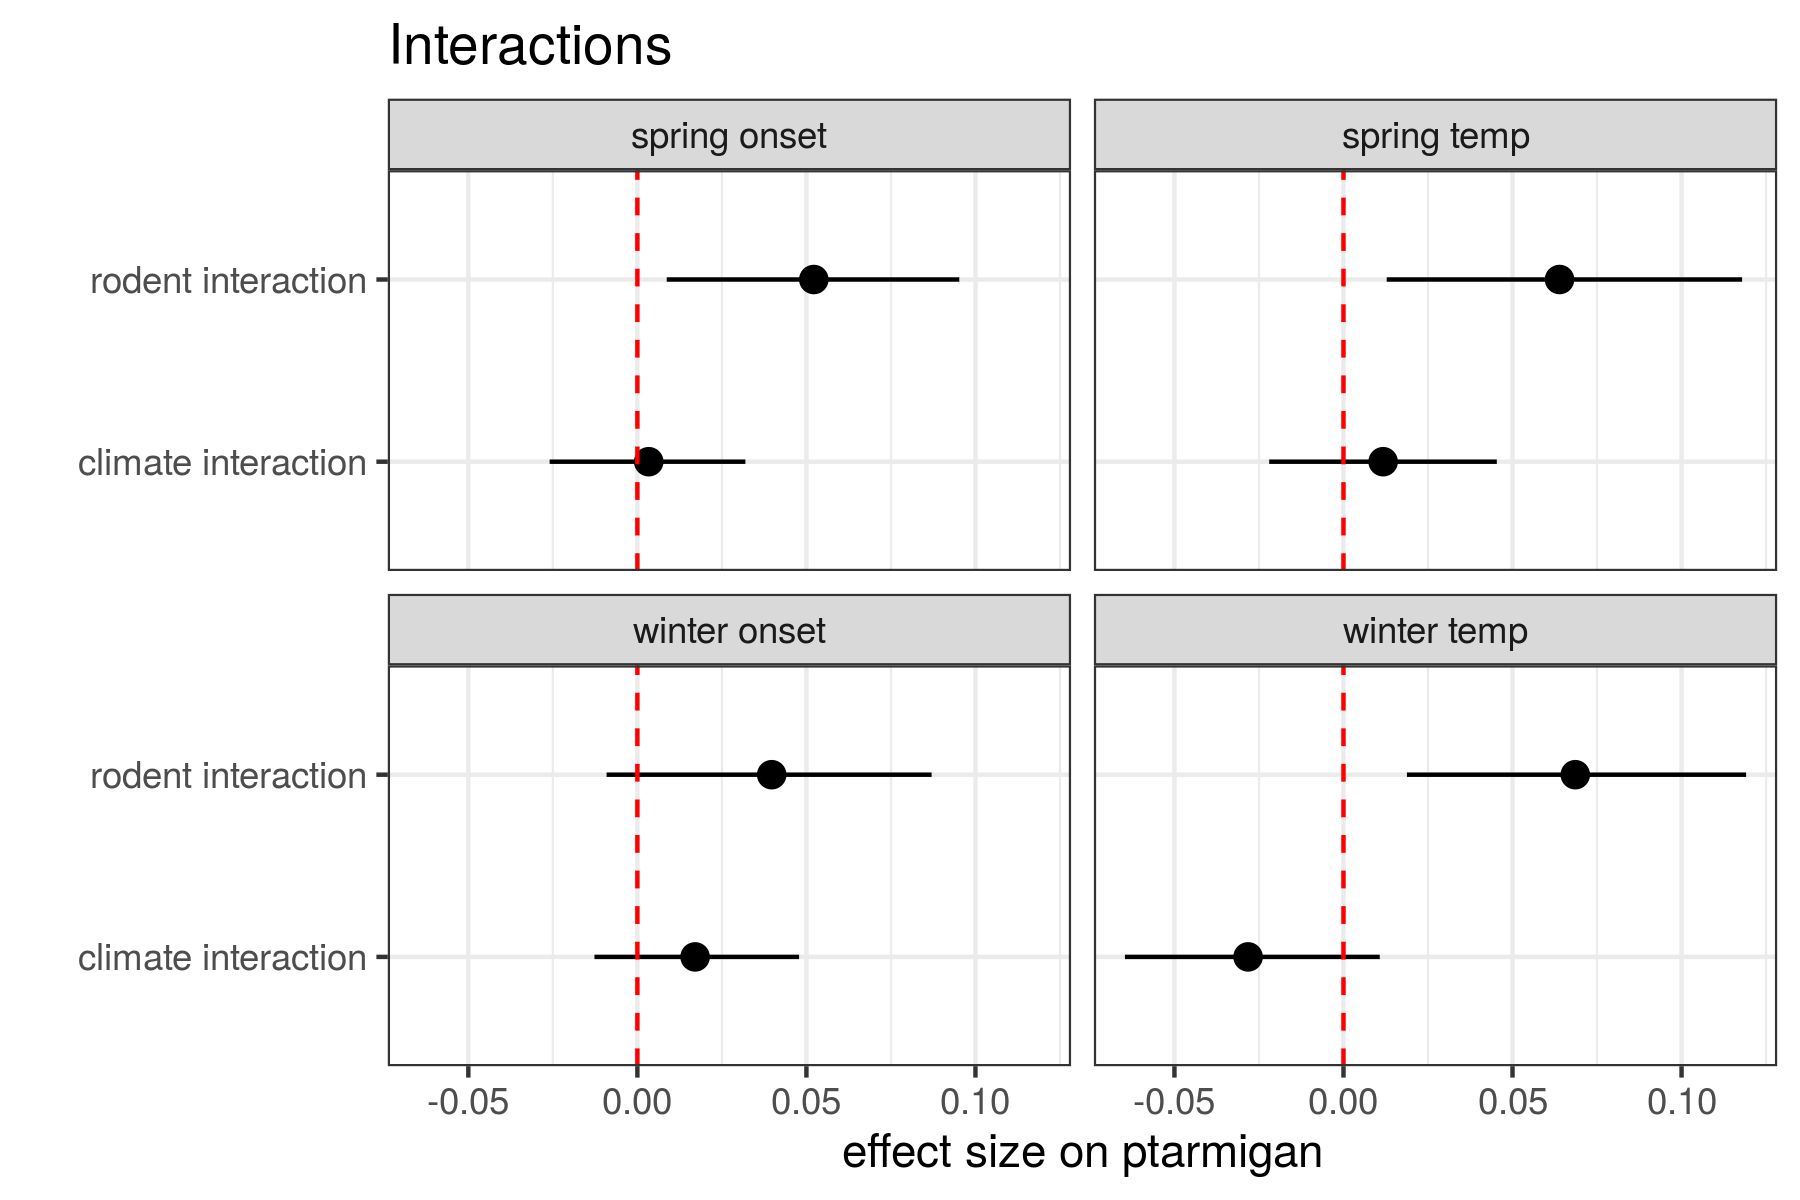 Interactions
spring onset
spring temp
rodent interaction
climate interaction
winter onset
winter temp
rodent interaction
climate interaction
-0.05 0.00 0.05 0.10
-0.05 0.00 0.05 0.10
effect size on ptarmigan